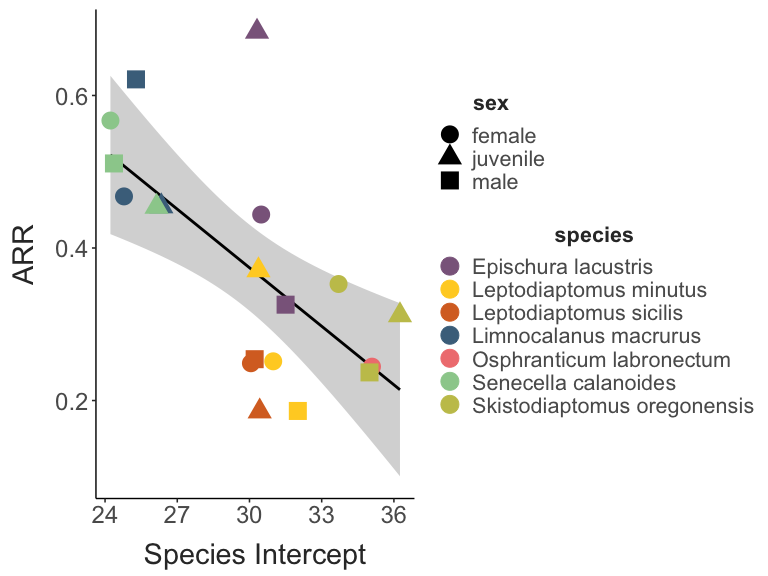 ARR
0.6
0.4
0.2
24 27 30 33 36
Species Intercept
sex
female
juvenile
male
species
Epischura lacustris
Leptodiaptomus minutus
Leptodiaptomus sicilis
Limnocalanus macrurus
Osphranticum labronectum
Senecella calanoides
Skistodiaptomus oregonensis